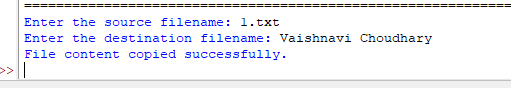 ================================================================
Enter the source filename: 1.txt
Enter the destination filename: Vaishnavi Choudhary
File content copied successfully.
>>